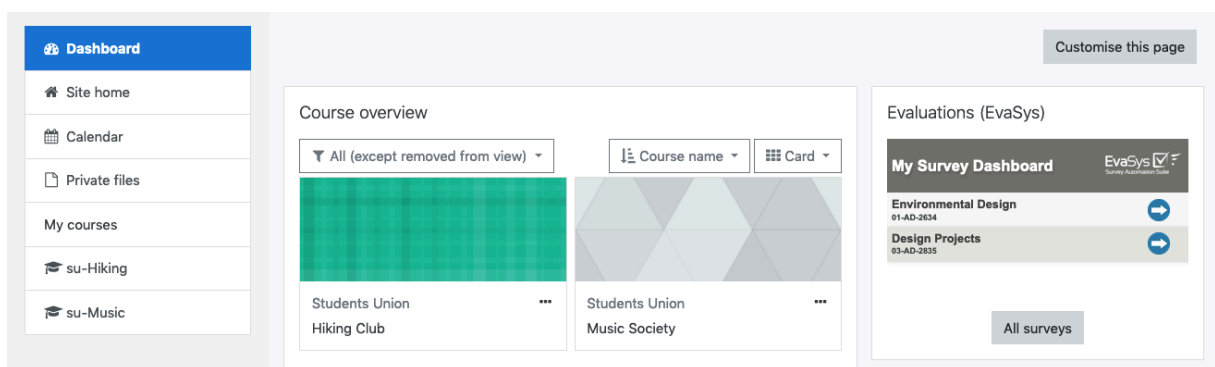 Dashboard
Site home
Calendar
Private files
My courses
su-Hiking
su-Music
Customise this page
Course overview
All (except removed from view)
Course name
Card
Students Union
Hiking Club
Students Union
Music Society
Evaluations (EvaSys)
My Survey Dashboard
EvaSys
Survey Automation Suite
Environmental Design
01-AD-2634
Design Projects
03-AD-2835
All surveys